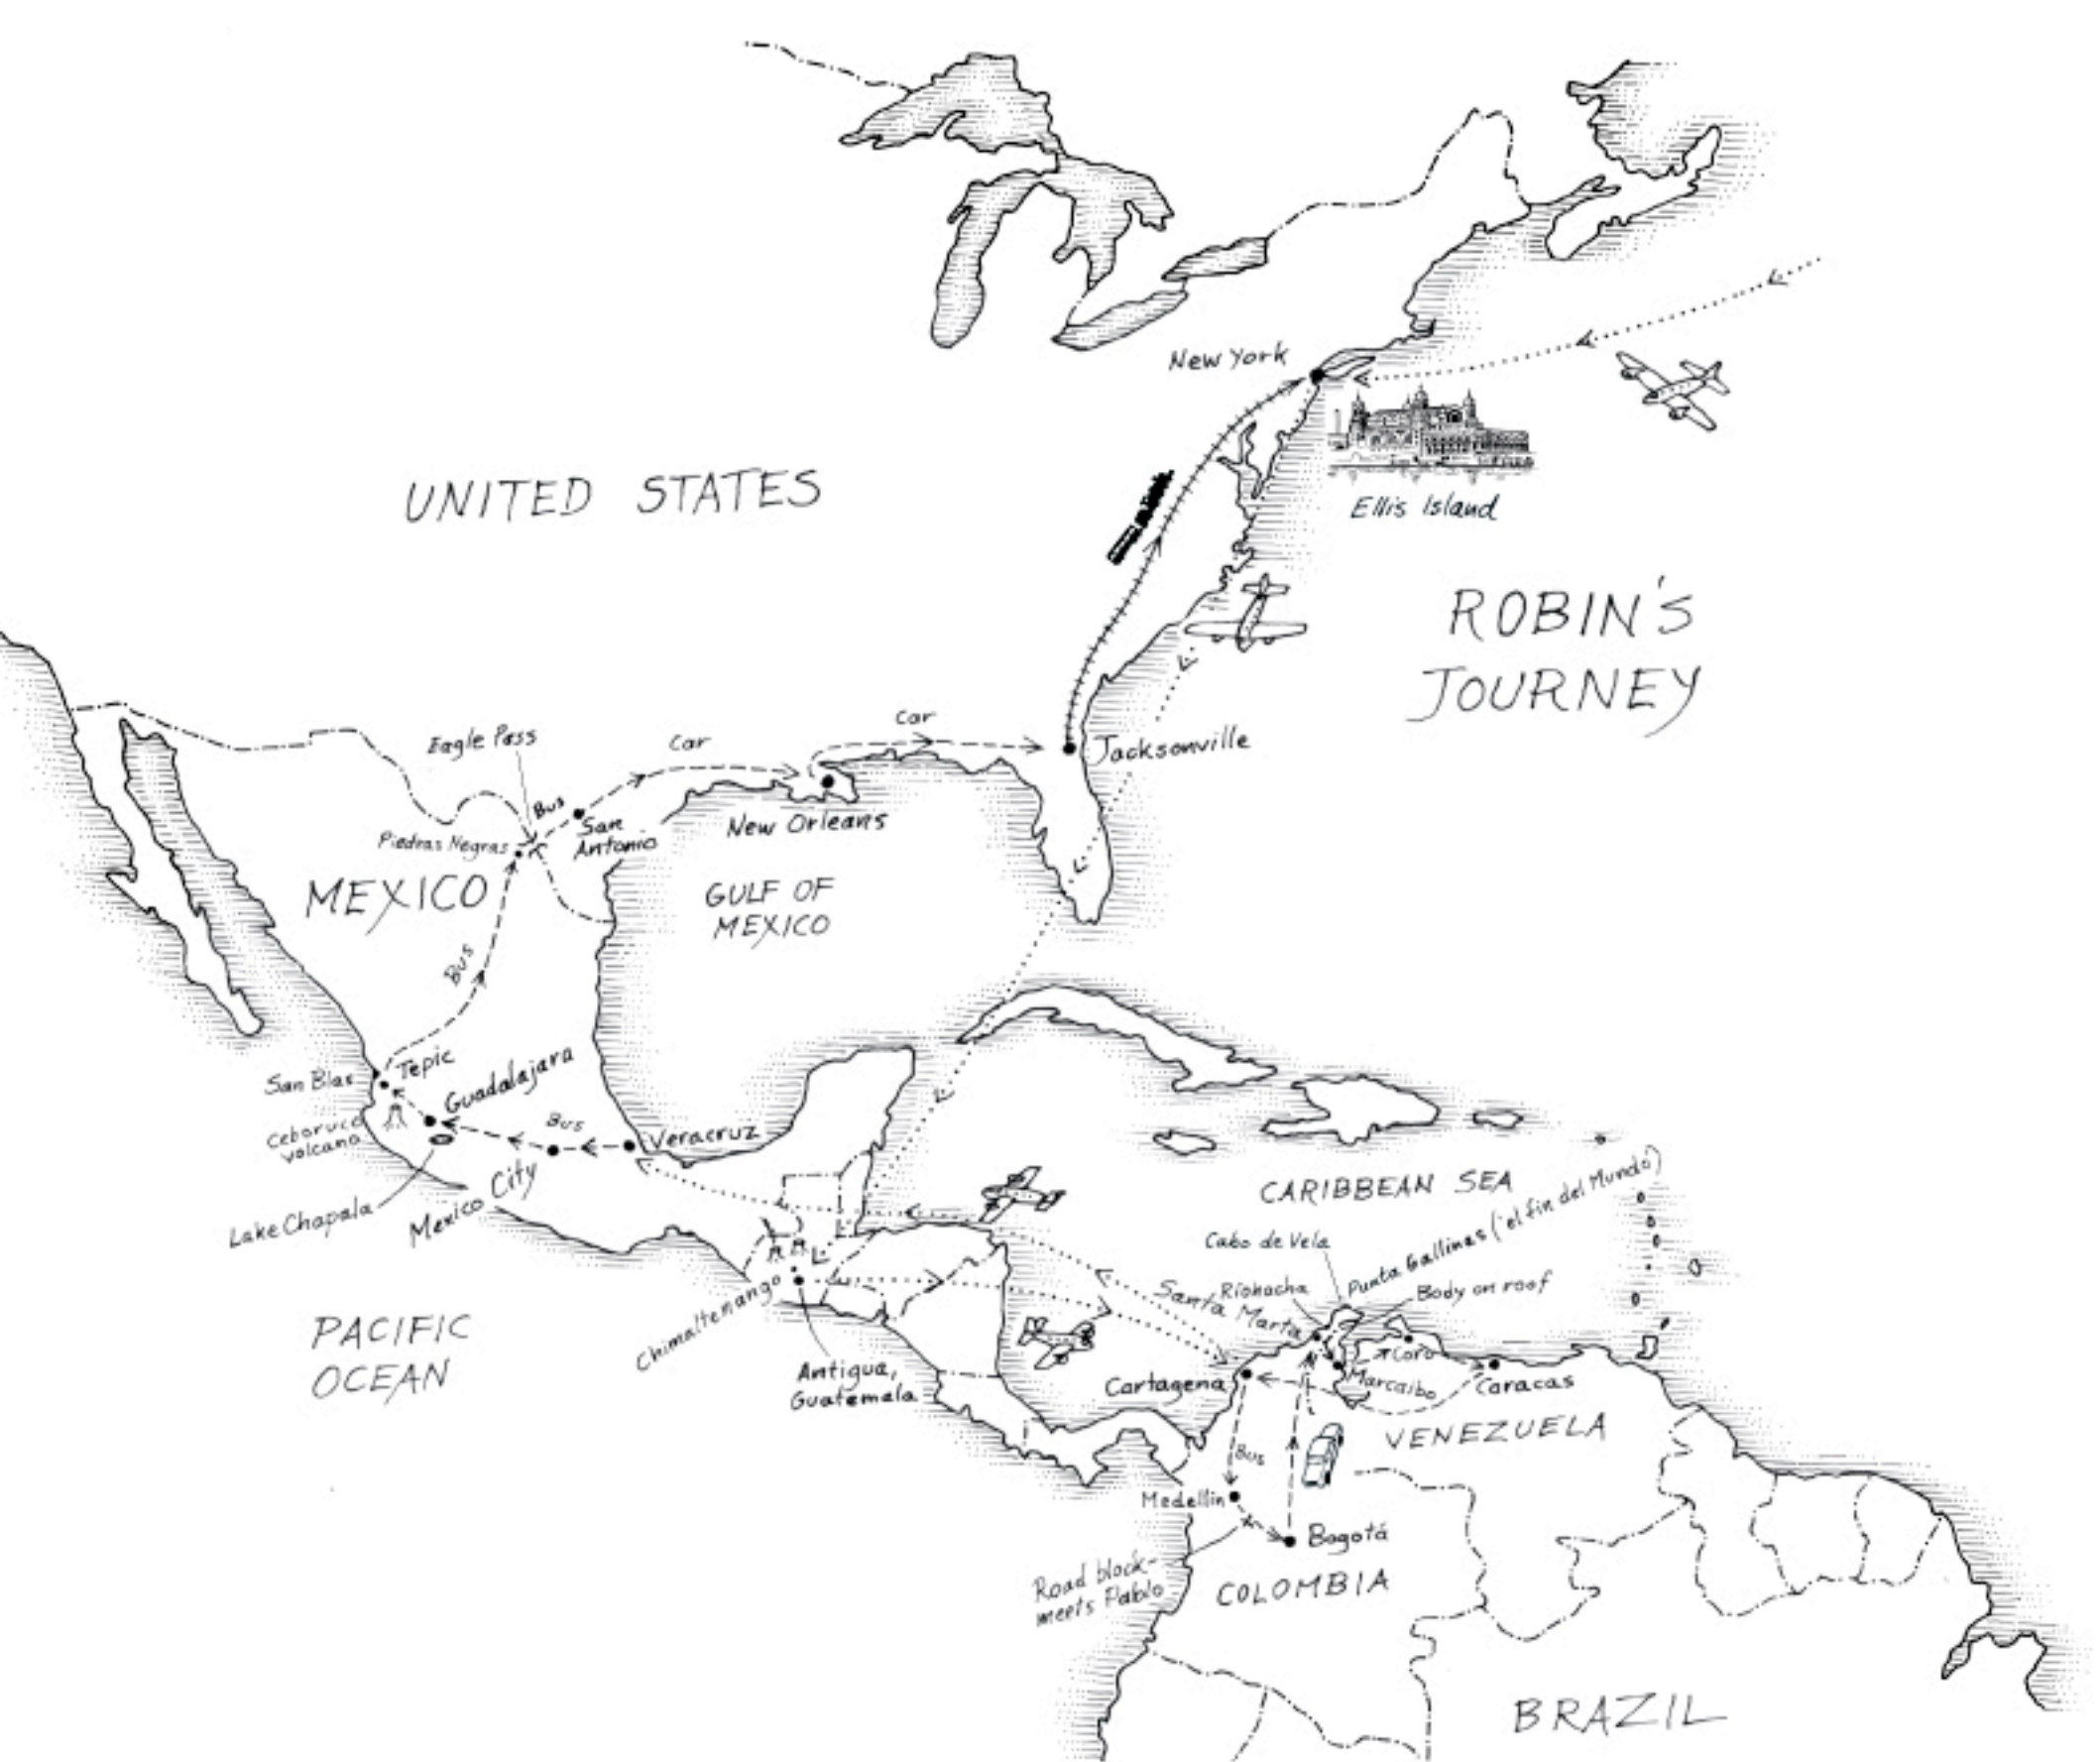 New York
Ellis Island
UNITED STATES
ROBIN'S
JOURNEY
Car
Eagle Pass
Car
Jacksonville
Bus
San
Antonio
New Orleans
Piedras Negras
MEXICO
GULF OF
MEXICO
Bus
San Blas
Tepic
Guadalajara
Ceboruco
volcano
Bus
Veracruz
Lake Chapala
Mexico City
CARIBBEAN SEA
Cabo de Vela
Punta Gallinas ('el fin del Mundo)
Riohacha
Santa Marta
Body on roof
Chimaltenango
PACIFIC
OCEAN
Antigua,
Guatemala
Cartagena
Coro
Marcaibo
Caracas
VENEZUELA
Bus
Medellin
Bogotá
Road block-
meets Pablo
COLOMBIA
BRAZIL